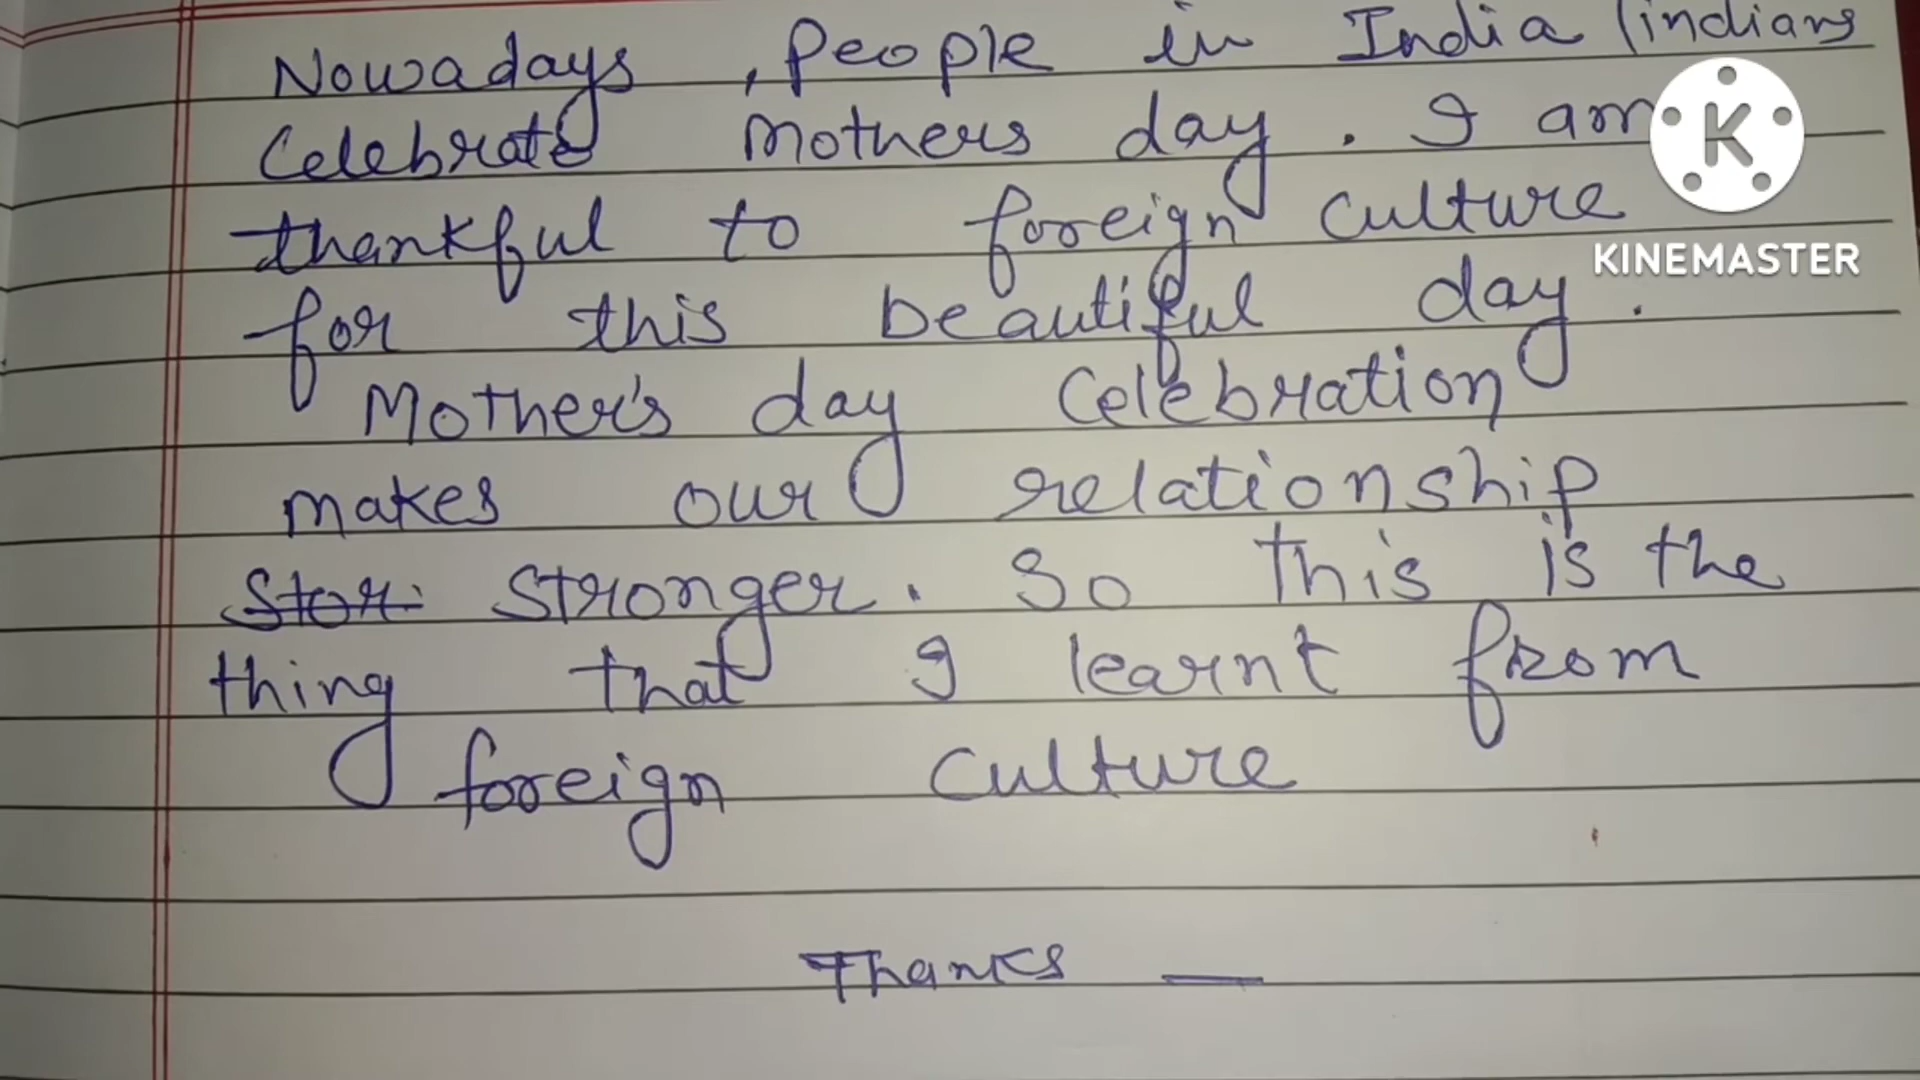 Nowadays, People in India (indians
Celebrate Mothers day. I am
thankful to foreign culture
for this beautiful day.
Mother's day Celebration
makes our relationship
Stor. stronger. So this is the
thing that I learnt from
foreign culture
Thanks —
K
KINEMASTER